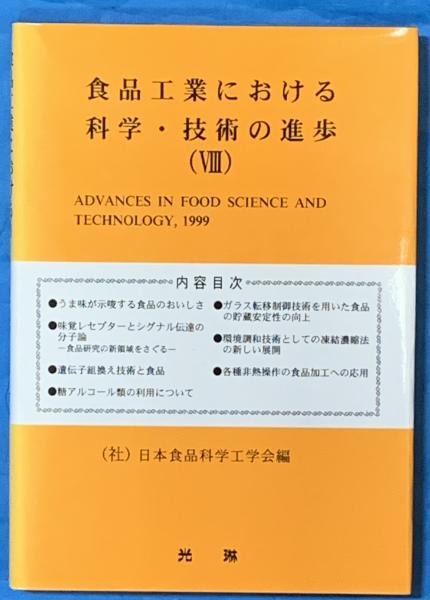 食品工業における
科学・技術の進歩
(Ⅷ)
ADVANCES IN FOOD SCIENCE AND
TECHNOLOGY, 1999
内容目次
●うま味が示唆する食品のおいしさ
●味覚レセプターとシグナル伝達の
分子論
―食品研究の新領域をさぐる―
●遺伝子組換え技術と食品
●糖アルコール類の利用について
●ガラス転移制御技術を用いた食品
の貯蔵安定性の向上
●環境調和技術としての凍結濃縮法
の新しい展開
●各種非熱操作の食品加工への応用
(社)日本食品科学工学会編
光琳